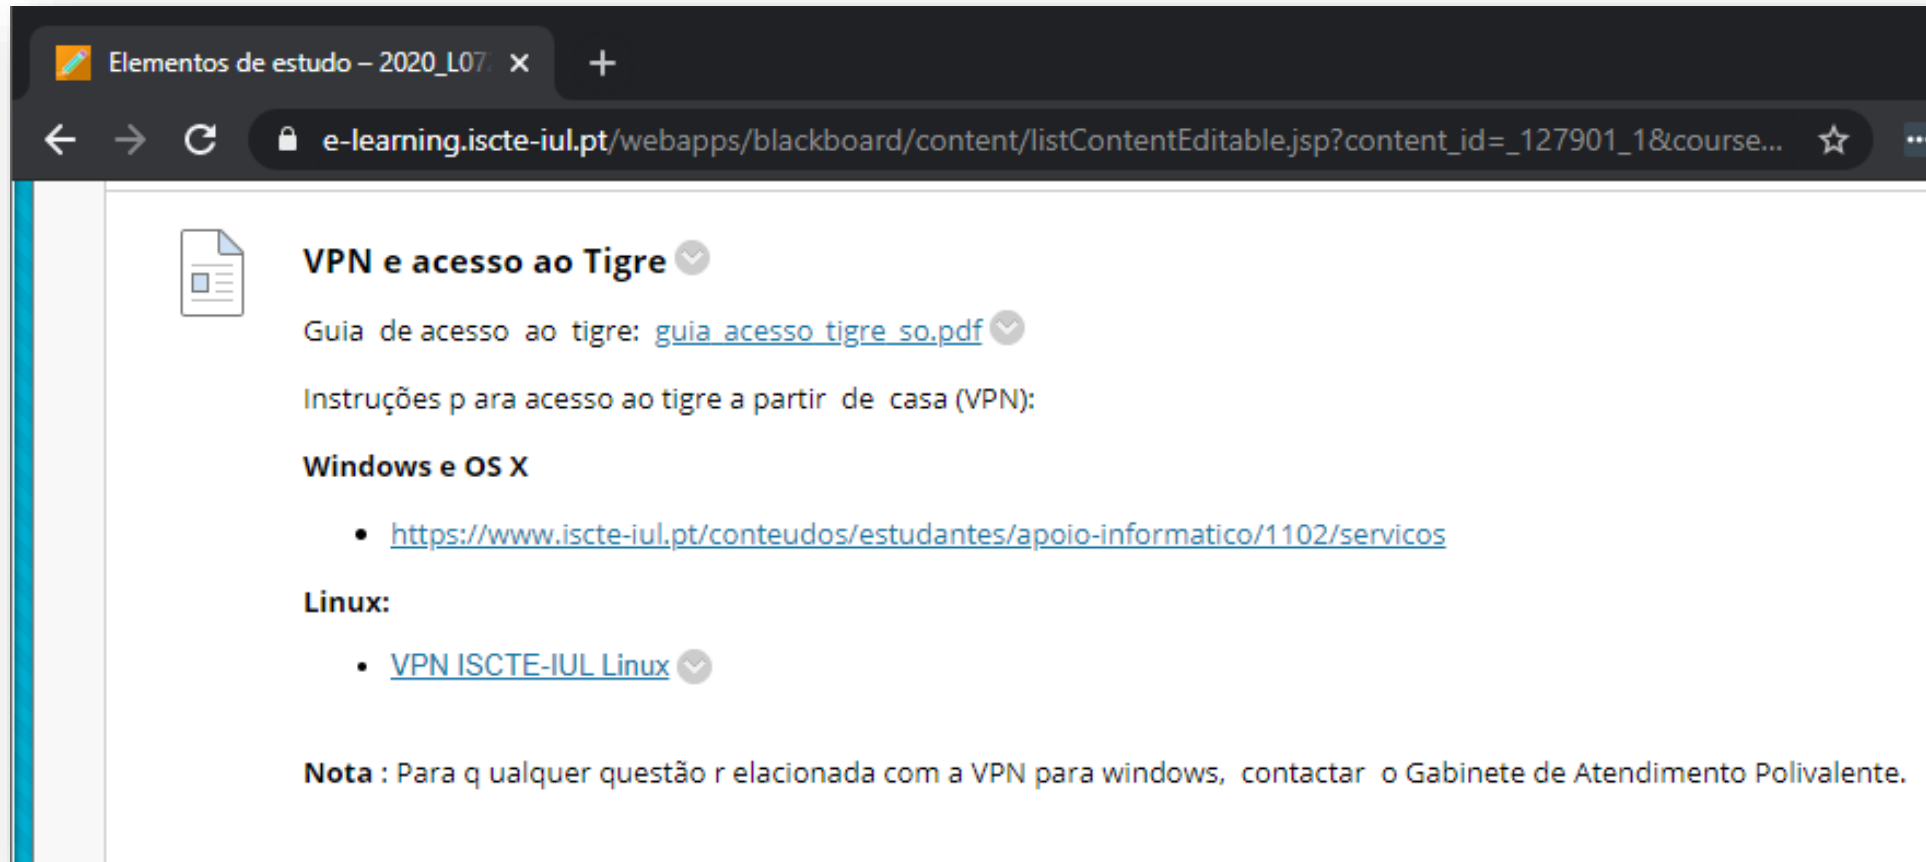 Elementos de estudo – 2020_L07
e-learning.iscte-iul.pt/webapps/blackboard/content/listContentEditable.jsp?content_id=_127901_1&course...
VPN e acesso ao Tigre
Guia de acesso ao tigre: guia_acesso_tigre_so.pdf
Instruções p ara acesso ao tigre a partir de casa (VPN):
Windows e OS X
• https://www.iscte-iul.pt/conteudos/estudantes/apoio-informatico/1102/servicos
Linux:
• VPN ISCTE-IUL Linux
Nota : Para q ualquer questão r elacionada com a VPN para windows, contactar o Gabinete de Atendimento Polivalente.